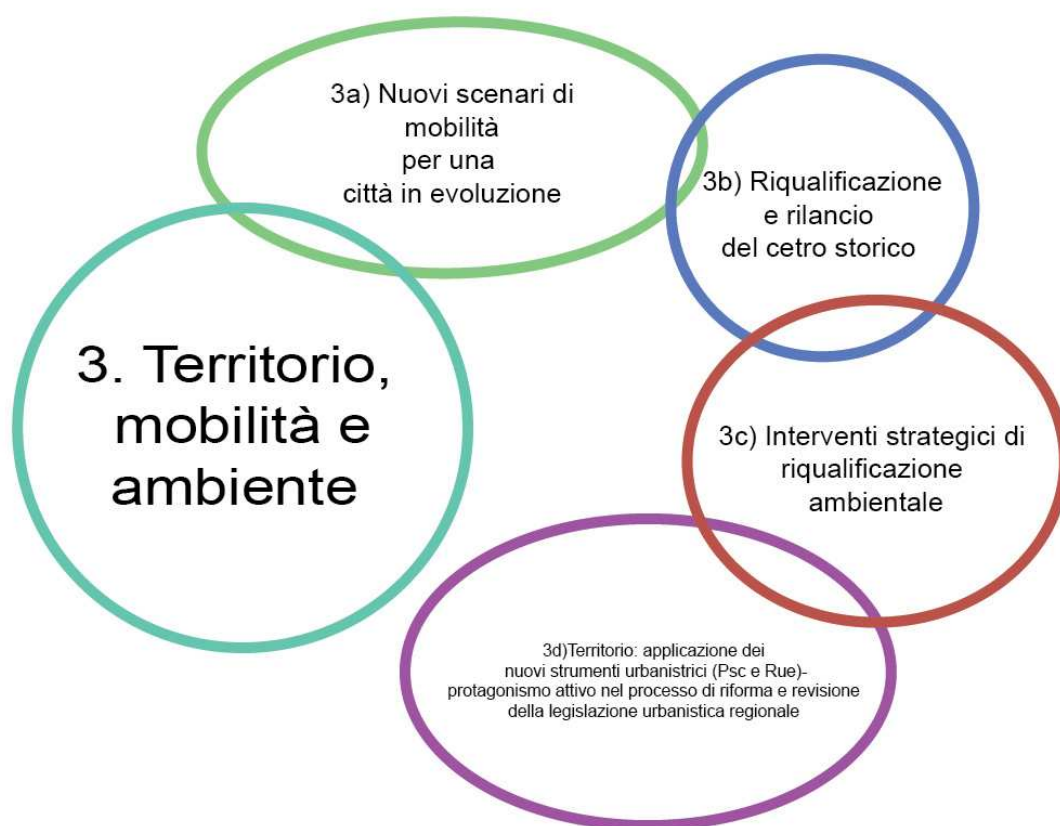 3a) Nuovi scenari di
mobilità
per una
città in evoluzione
3b) Riqualificazione
e rilancio
del cetro storico
3. Territorio,
mobilità e
ambiente
3c) Interventi strategici di
riqualificazione
ambientale
3d)Territorio: applicazione dei
nuovi strumenti urbanistrici (Psc e Rue)-
protagonismo attivo nel processo di riforma e revisione
della legislazione urbanistica regionale